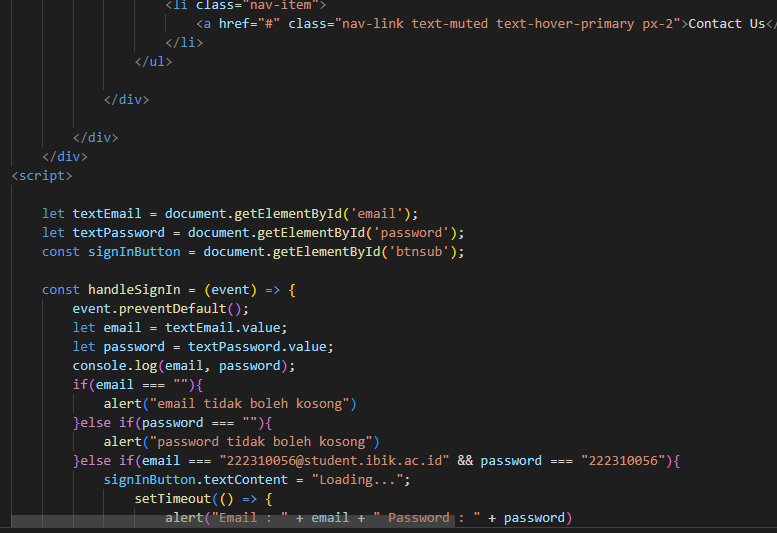 <li class="nav-item">
<a href="#" class="nav-link text-muted text-hover-primary px-2">Contact Us</
</li>
</ul>
</div>
</div>
</div>
<script>
let textEmail = document.getElementById('email');
let textPassword = document.getElementById('password');
const signInButton = document.getElementById('btnsub');
const handleSignIn = (event) => {
event.preventDefault();
let email = textEmail.value;
let password = textPassword.value;
console.log(email, password);
if(email === ""){
alert("email tidak boleh kosong")
}else if(password === ""){
alert("password tidak boleh kosong")
}else if(email === "222310056@student.ibik.ac.id" && password === "222310056"){
signInButton.textContent = "Loading...";
setTimeout(() => {
alert("Email : " + email + " Password : " + password)